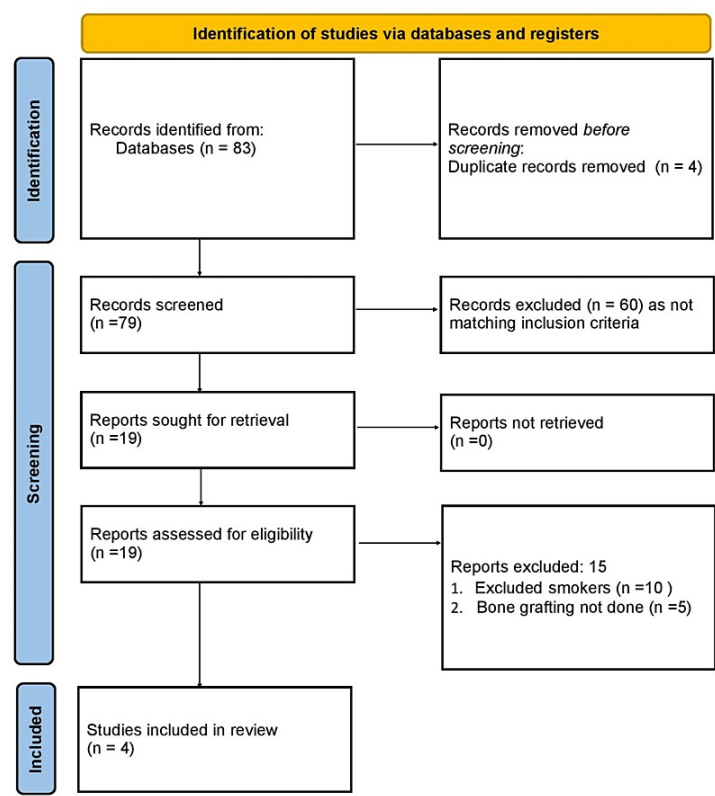 Identification of studies via databases and registers
Identification
Records identified from:
Databases (n = 83)
Records removed before
screening:
Duplicate records removed (n = 4)
Screening
Records screened
(n =79)
Records excluded (n = 60) as not
matching inclusion criteria
Reports sought for retrieval
(n =19)
Reports not retrieved
(n =0)
Reports assessed for eligibility
(n =19)
Reports excluded: 15
1. Excluded smokers (n =10 )
2. Bone grafting not done (n =5)
Included
Studies included in review
(n = 4)